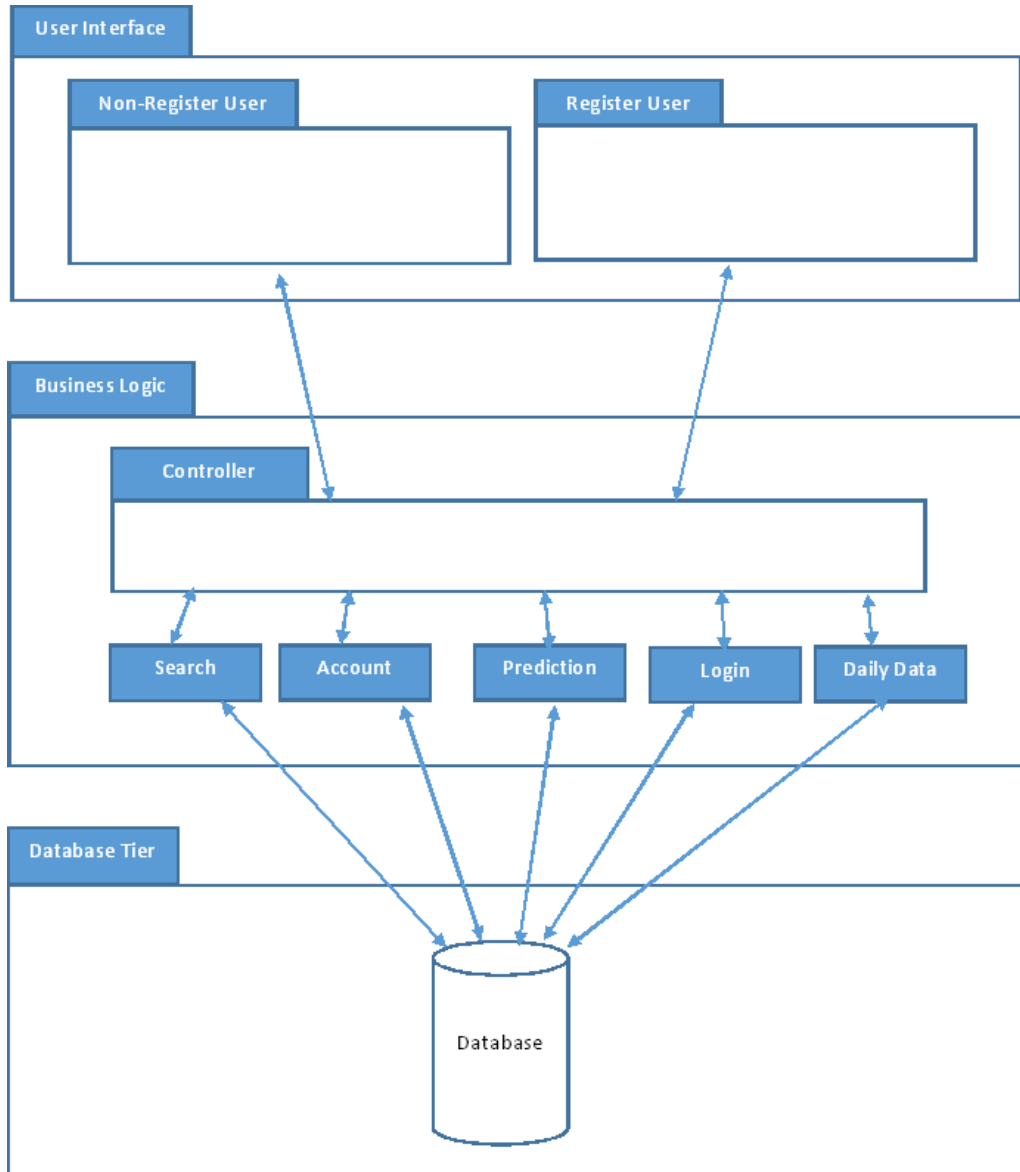 User Interface
Non-Register User
Register User
Business Logic
Controller
Search
Account
Prediction
Login
Daily Data
Database Tier
Database